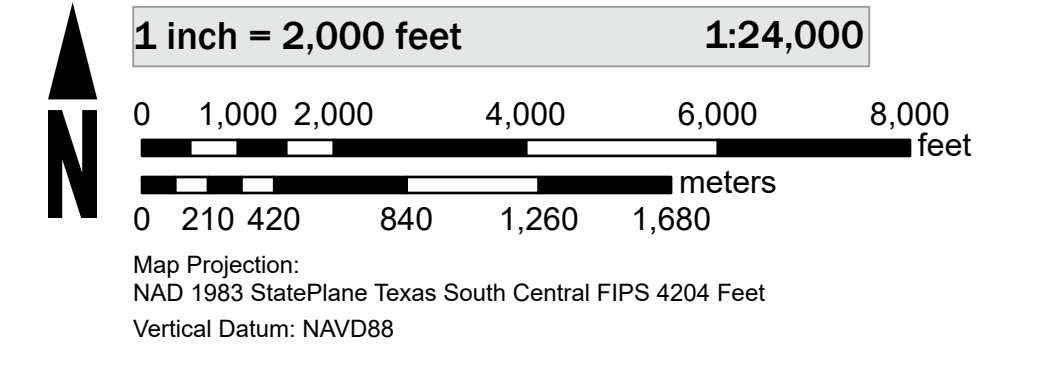 1 inch = 2,000 feet 1:24,000
0 1,000 2,000 4,000 6,000 8,000
feet
meters
0 210 420 840 1,260 1,680
N
Map Projection:
NAD 1983 StatePlane Texas South Central FIPS 4204 Feet
Vertical Datum: NAVD88